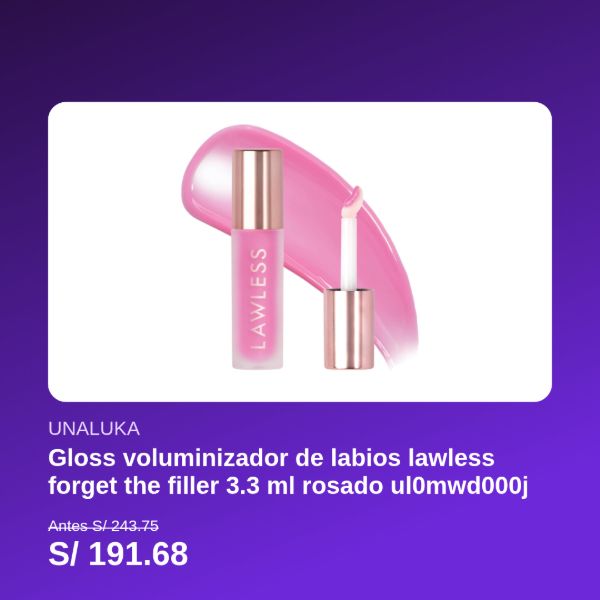 LAWLESS
UNALUKA
Gloss voluminizador de labios lawless
forget the filler 3.3 ml rosado ul0mwd000j
Antes S/ 243.75
S/ 191.68